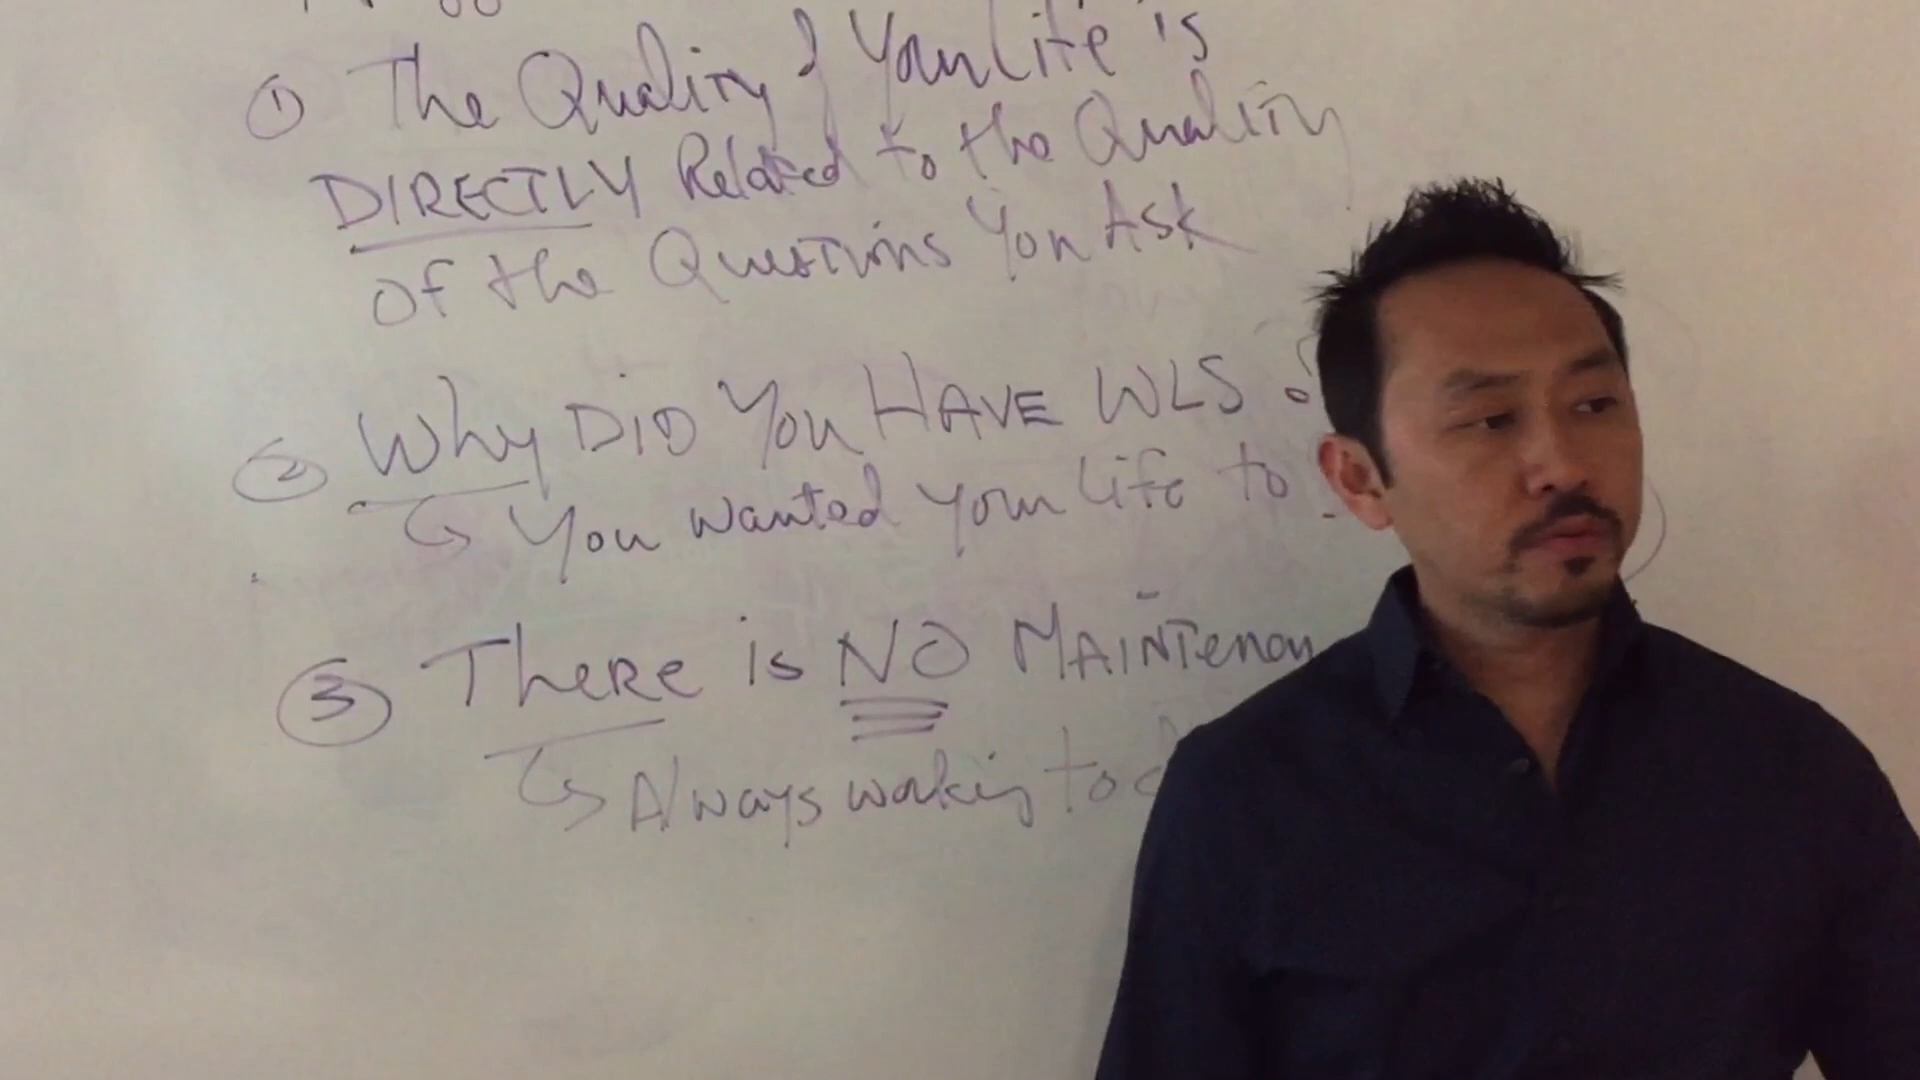 ① The Quality of Your Life is
DIRECTLY Related to the Quality
of the Questions You Ask
② Why DiD You HAVE WLS ?
↳ You wanted your life to
③ THERE is NO MAINTenan
↳ Always working to